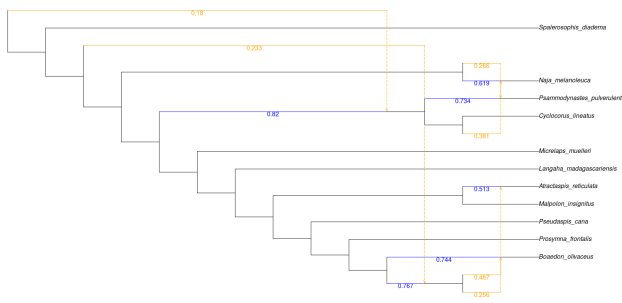 0.18
Spalerosophis_diadema
0.233
0.266
0.619
Naja_melanoleuca
0.734
Psammodynastes_pulverulent
0.82
Cyclocorus_lineatus
0.381
Micrelaps_muelleri
Langaha_madagascariensis
0.513
Atractaspis_reticulata
Malpolon_insignitus
Pseudaspis_cana
Prosymna_frontalis
0.744
Boaedon_olivaceus
0.487
0.767
0.256